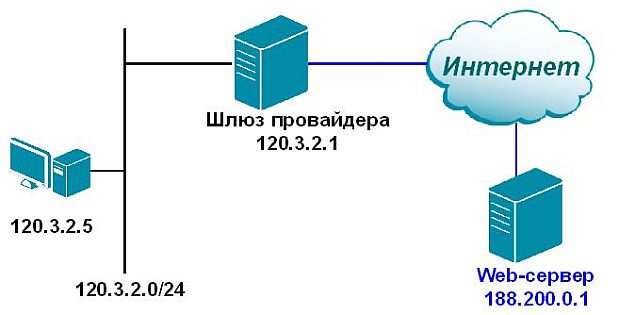 Интернет
Шлюз провайдера
120.3.2.1
120.3.2.5
120.3.2.0/24
Web-сервер
188.200.0.1